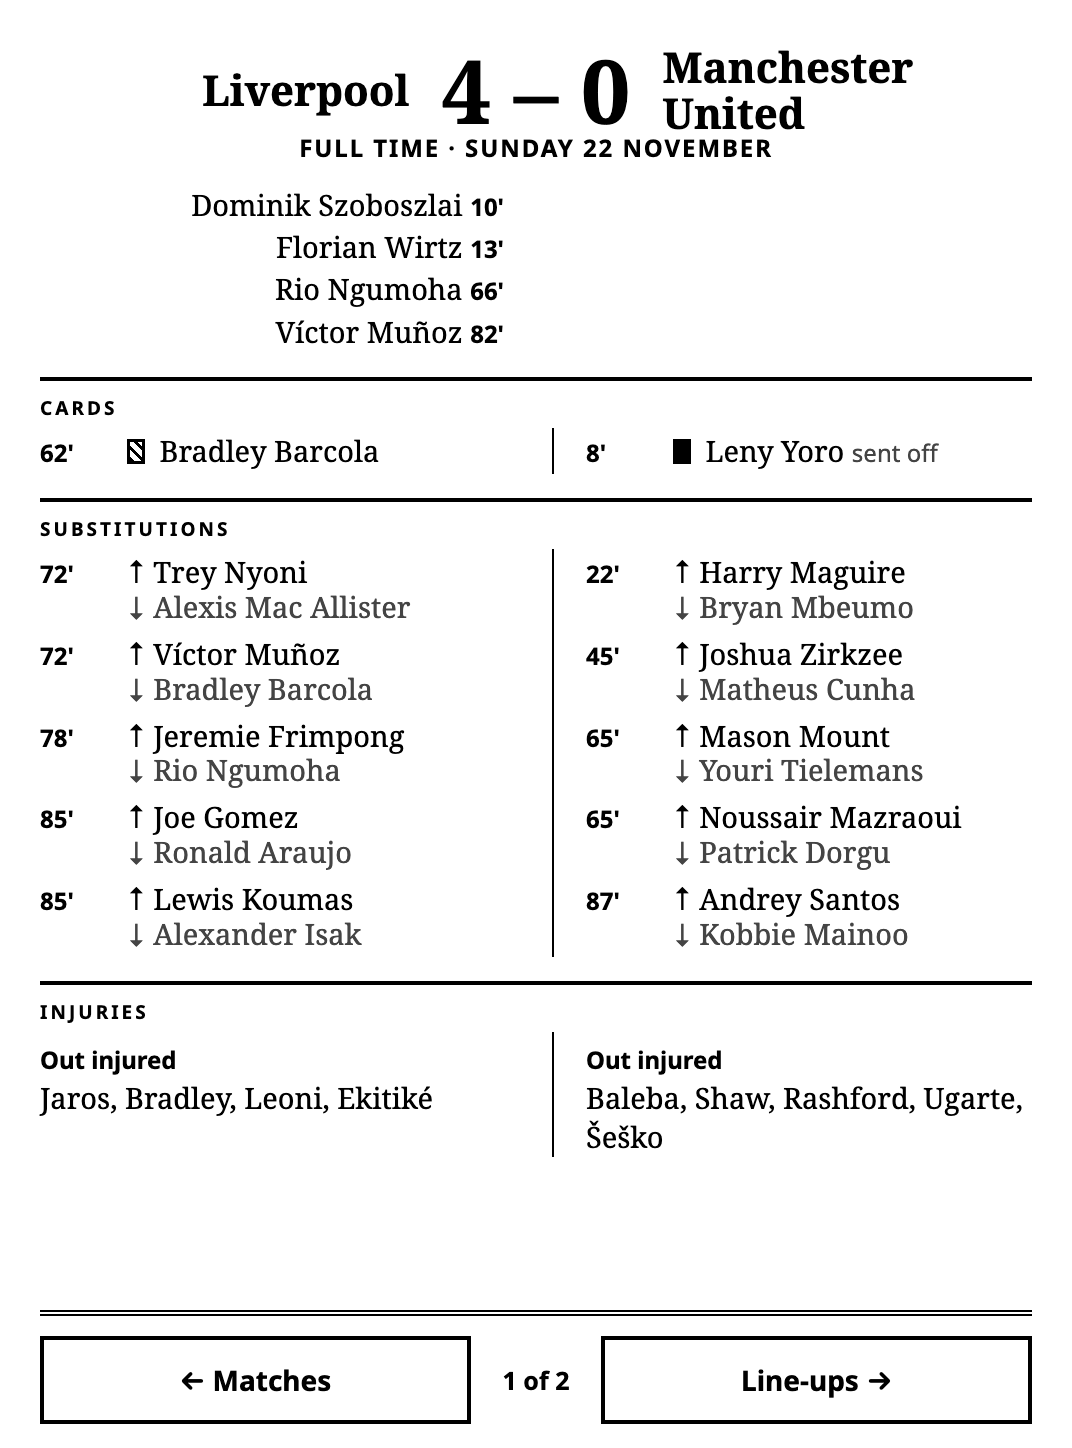 Liverpool 4 – 0 Manchester United
FULL TIME · SUNDAY 22 NOVEMBER
Dominik Szoboszlai 10'
Florian Wirtz 13'
Rio Ngumoha 66'
Víctor Muñoz 82'
CARDS
62' Bradley Barcola
8' Leny Yoro sent off
SUBSTITUTIONS
72' ↑ Trey Nyoni
↓ Alexis Mac Allister
72' ↑ Víctor Muñoz
↓ Bradley Barcola
78' ↑ Jeremie Frimpong
↓ Rio Ngumoha
85' ↑ Joe Gomez
↓ Ronald Araujo
85' ↑ Lewis Koumas
↓ Alexander Isak
22' ↑ Harry Maguire
↓ Bryan Mbeumo
45' ↑ Joshua Zirkzee
↓ Matheus Cunha
65' ↑ Mason Mount
↓ Youri Tielemans
65' ↑ Noussair Mazraoui
↓ Patrick Dorgu
87' ↑ Andrey Santos
↓ Kobbie Mainoo
INJURIES
Out injured
Jaros, Bradley, Leoni, Ekitiké
Out injured
Baleba, Shaw, Rashford, Ugarte,
Šeško
← Matches
1 of 2
Line-ups →